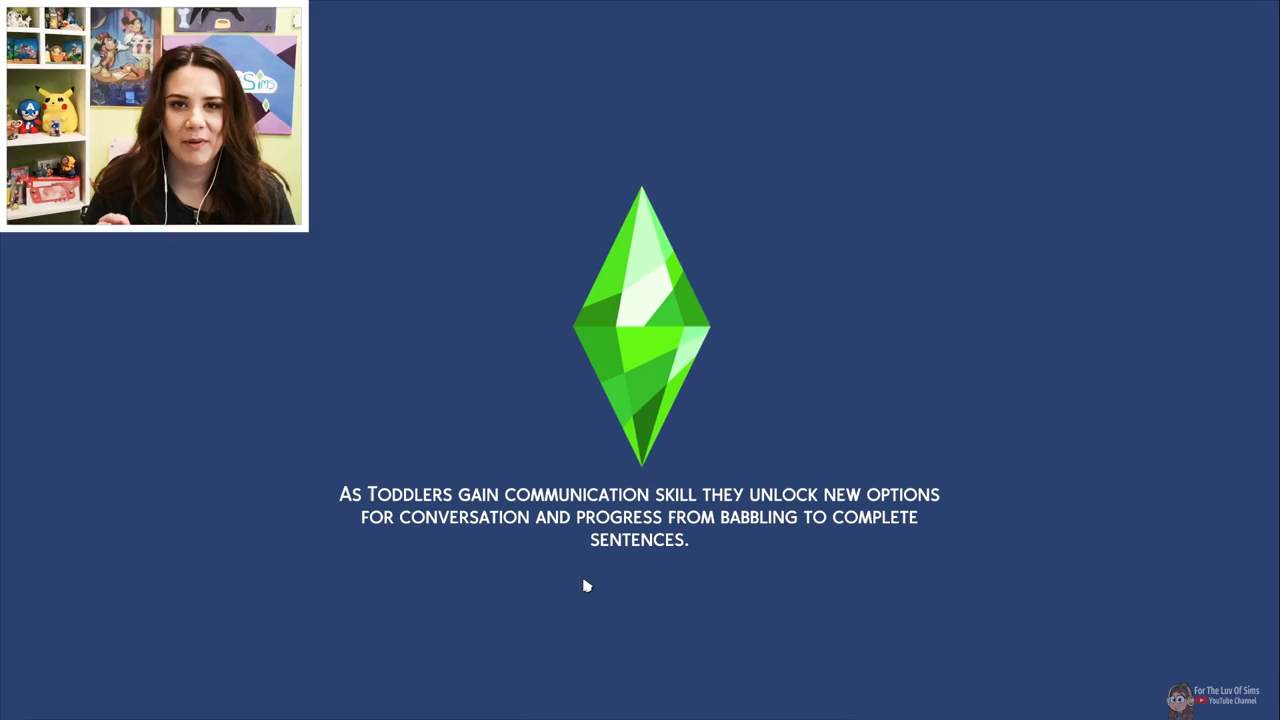 Sims
As Toddlers gain communication skill they unlock new options
for conversation and progress from babbling to complete
sentences.
For The Luv Of Sims
YouTube Channel